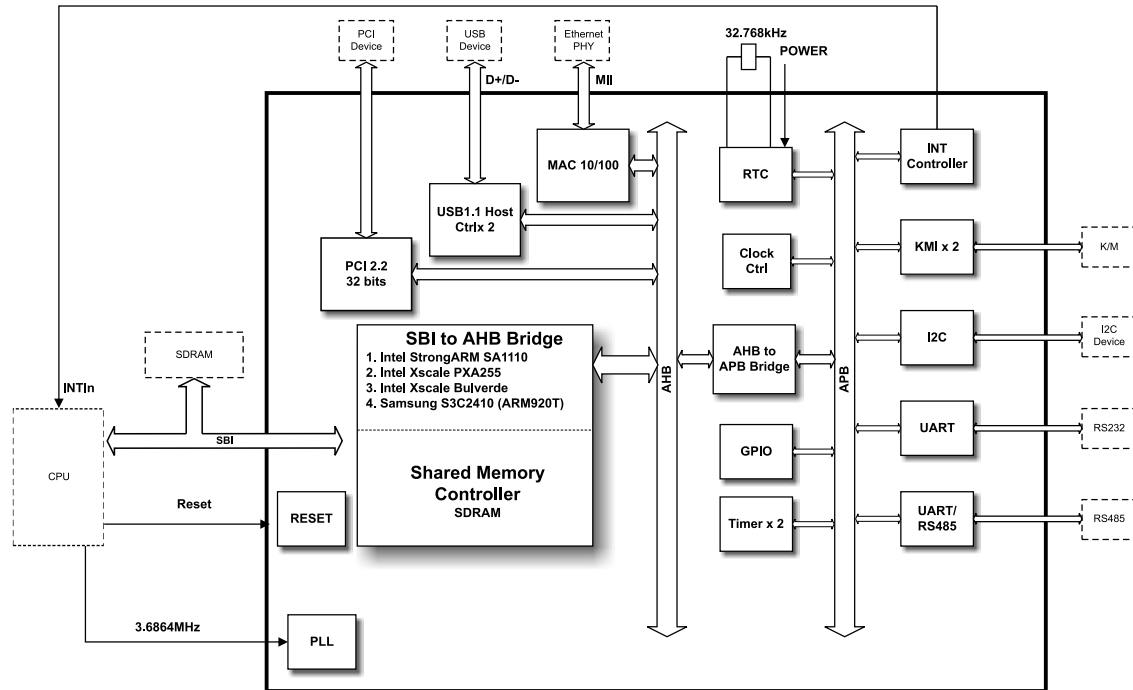 PCI
Device
USB
Device
Ethernet
PHY
32.768kHz
POWER
D+/D-
MII
MAC 10/100
RTC
INT
Controller
USB1.1 Host
Ctrlx 2
KMI x 2
K/M
PCI 2.2
32 bits
Clock
Ctrl
SDRAM
SBI to AHB Bridge
1. Intel StrongARM SA1110
2. Intel Xscale PXA255
3. Intel Xscale Bulverde
4. Samsung S3C2410 (ARM920T)
AHB to
APB Bridge
I2C
I2C
Device
AHB
APB
INTIn
SBI
CPU
UART
RS232
GPIO
Shared Memory
Controller
SDRAM
Reset
RESET
Timer x 2
UART/
RS485
RS485
3.6864MHz
PLL